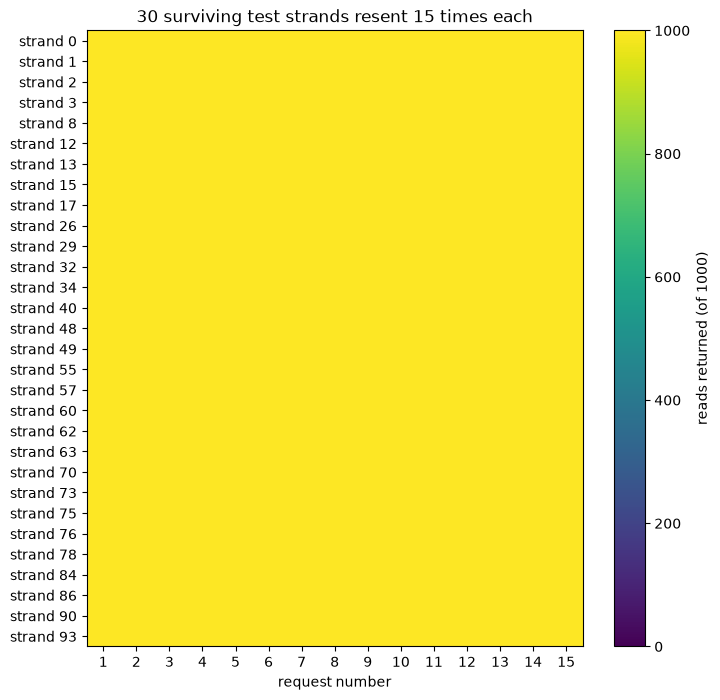 30 surviving test strands resent 15 times each
strand 0
strand 1
strand 2
strand 3
strand 8
strand 12
strand 13
strand 15
strand 17
strand 26
strand 29
strand 32
strand 34
strand 40
strand 48
strand 49
strand 55
strand 57
strand 60
strand 62
strand 63
strand 70
strand 73
strand 75
strand 76
strand 78
strand 84
strand 86
strand 90
strand 93
1 2 3 4 5 6 7 8 9 10 11 12 13 14 15
request number
1000
800
600
400
200
0
reads returned (of 1000)